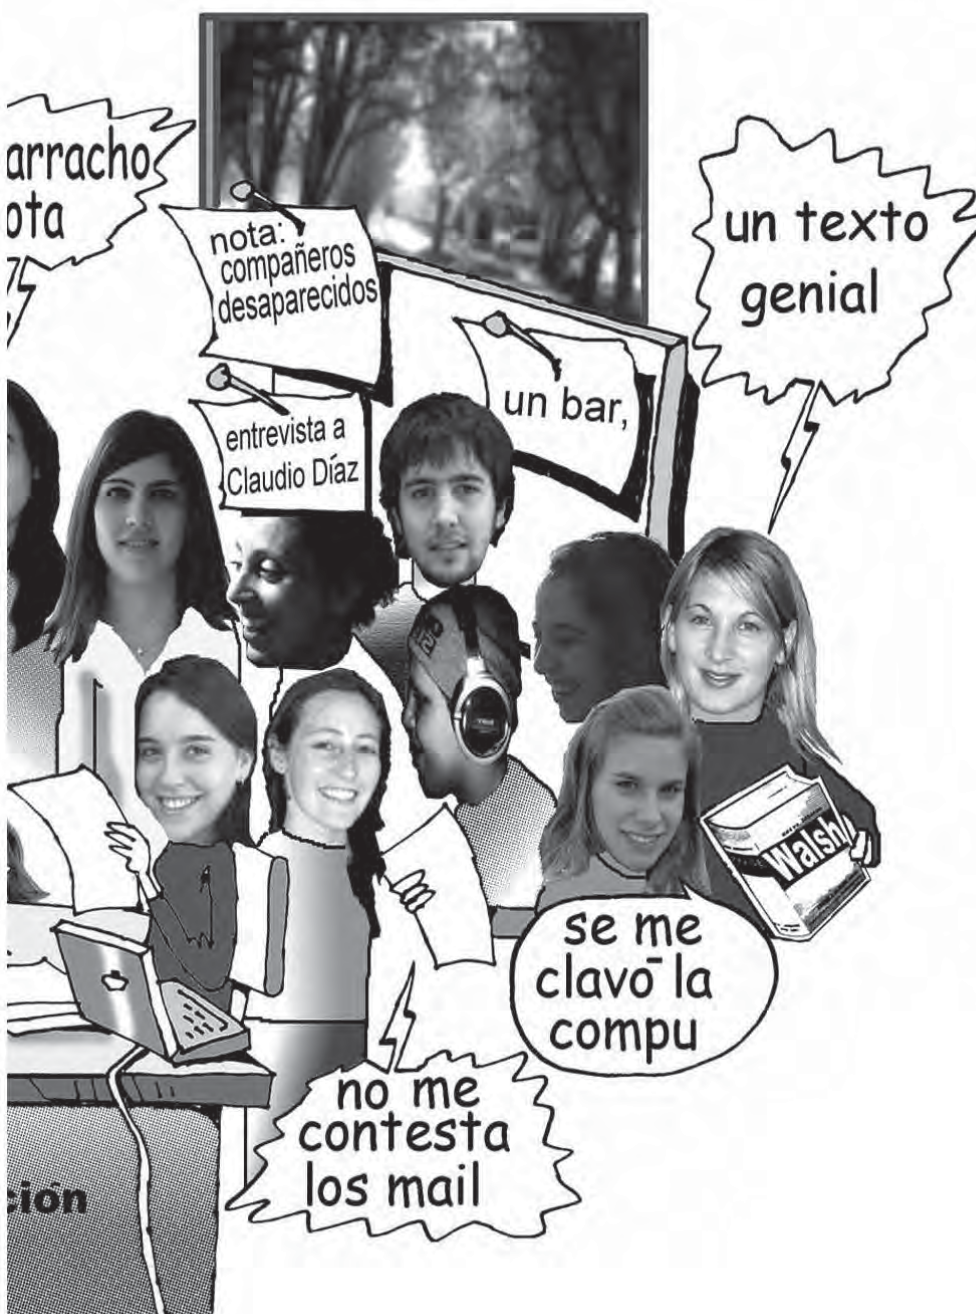 arracho
ota
nota:
compañeros
desaparecidos
un bar,
un texto
genial
entrevista a
Claudio Díaz
Walsh
se me
clavo la
compu
no me
contesta
los mail
ción